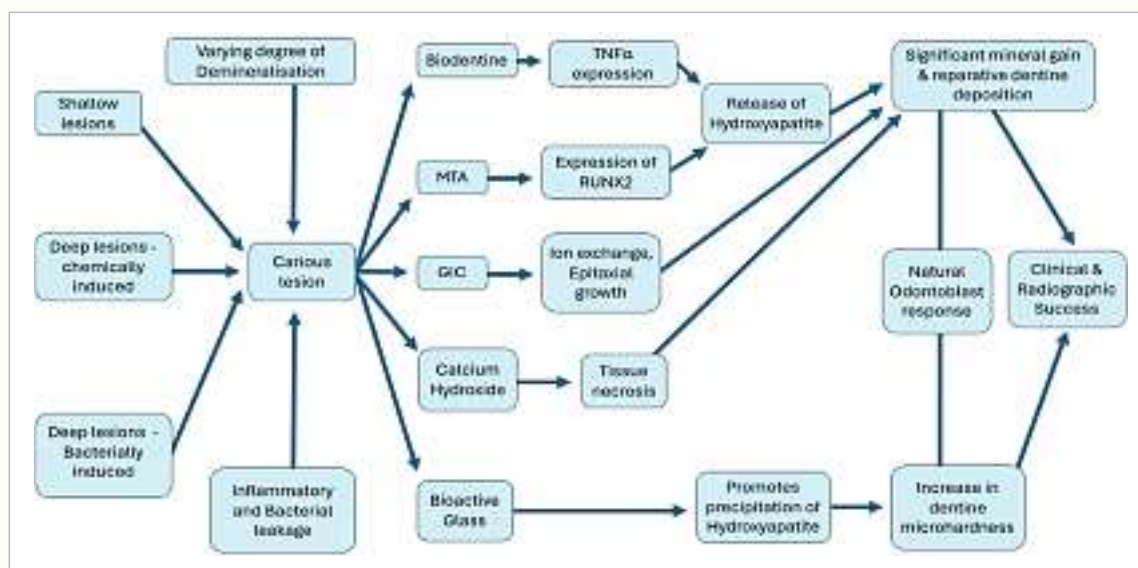 Varying degree of
Demineralisation
Shallow
lesions
Deep lesions -
chemically
induced
Deep lesions -
Bacterially
induced
Carious
lesion
Inflammatory
and Bacterial
leakage
Biodentine
TNFα
expression
MTA
Expression of
RUNX2
Release of
Hydroxyapatite
GIC
Ion exchange,
Epitaxial
growth
Calcium
Hydroxide
Tissue
necrosis
Bioactive
Glass
Promotes
precipitation of
Hydroxyapatite
Significant mineral gain
& reparative dentine
deposition
Natural
Odontoblast
response
Clinical &
Radiographic
Success
Increase in
dentine
microhardness